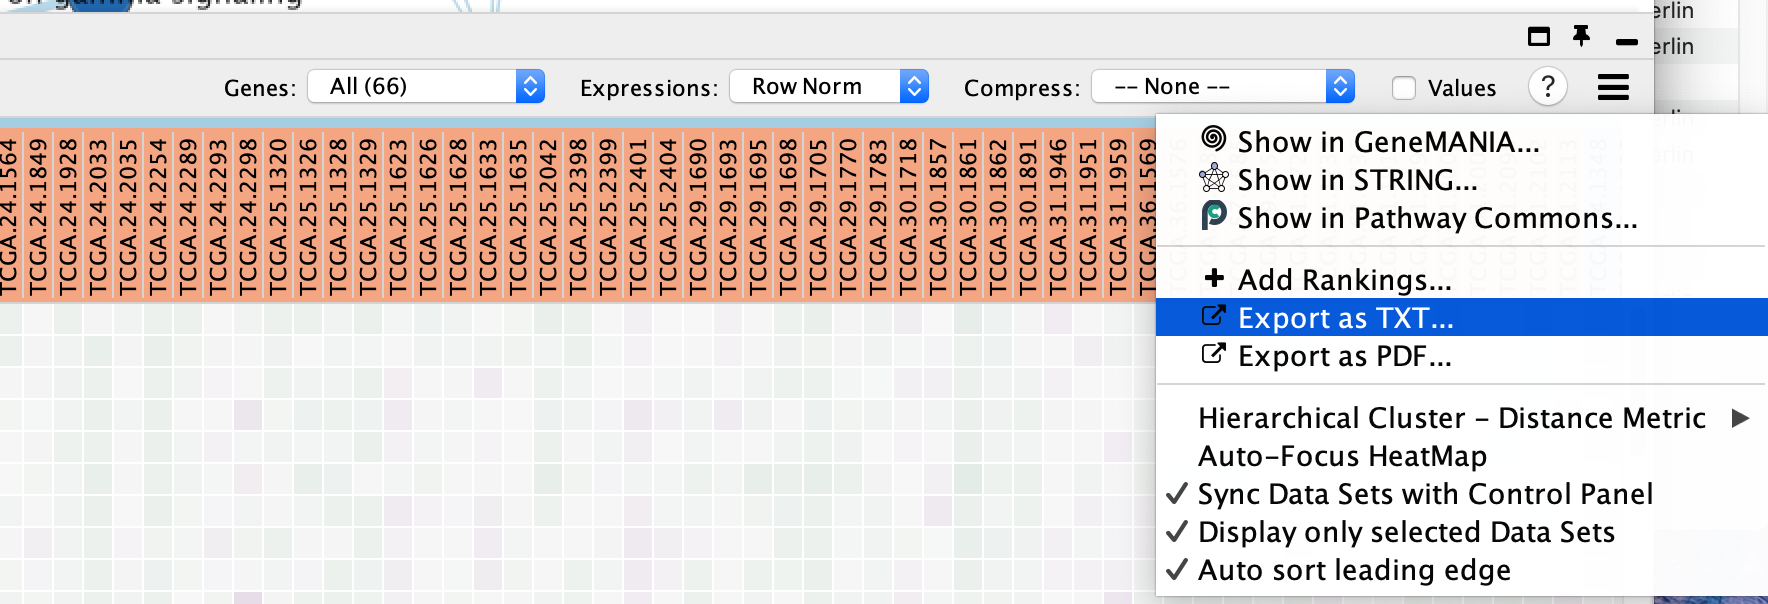 erlin
erlin
Genes: All (66) Expressions: Row Norm Compress: -- None -- Values ?
TCGA.24.1564
TCGA.24.1849
TCGA.24.1928
TCGA.24.2033
TCGA.24.2035
TCGA.24.2254
TCGA.24.2289
TCGA.24.2293
TCGA.24.2298
TCGA.25.1320
TCGA.25.1326
TCGA.25.1328
TCGA.25.1329
TCGA.25.1623
TCGA.25.1626
TCGA.25.1628
TCGA.25.1633
TCGA.25.1635
TCGA.25.2042
TCGA.25.2398
TCGA.25.2399
TCGA.25.2401
TCGA.25.2404
TCGA.29.1690
TCGA.29.1693
TCGA.29.1695
TCGA.29.1698
TCGA.29.1705
TCGA.29.1770
TCGA.29.1783
TCGA.30.1718
TCGA.30.1857
TCGA.30.1861
TCGA.30.1862
TCGA.30.1891
TCGA.31.1946
TCGA.31.1951
TCGA.31.1959
TCGA.36.1569
Show in GeneMANIA...
Show in STRING...
Show in Pathway Commons...
Add Rankings...
Export as TXT...
Export as PDF...
Hierarchical Cluster – Distance Metric
Auto-Focus HeatMap
Sync Data Sets with Control Panel
Display only selected Data Sets
Auto sort leading edge